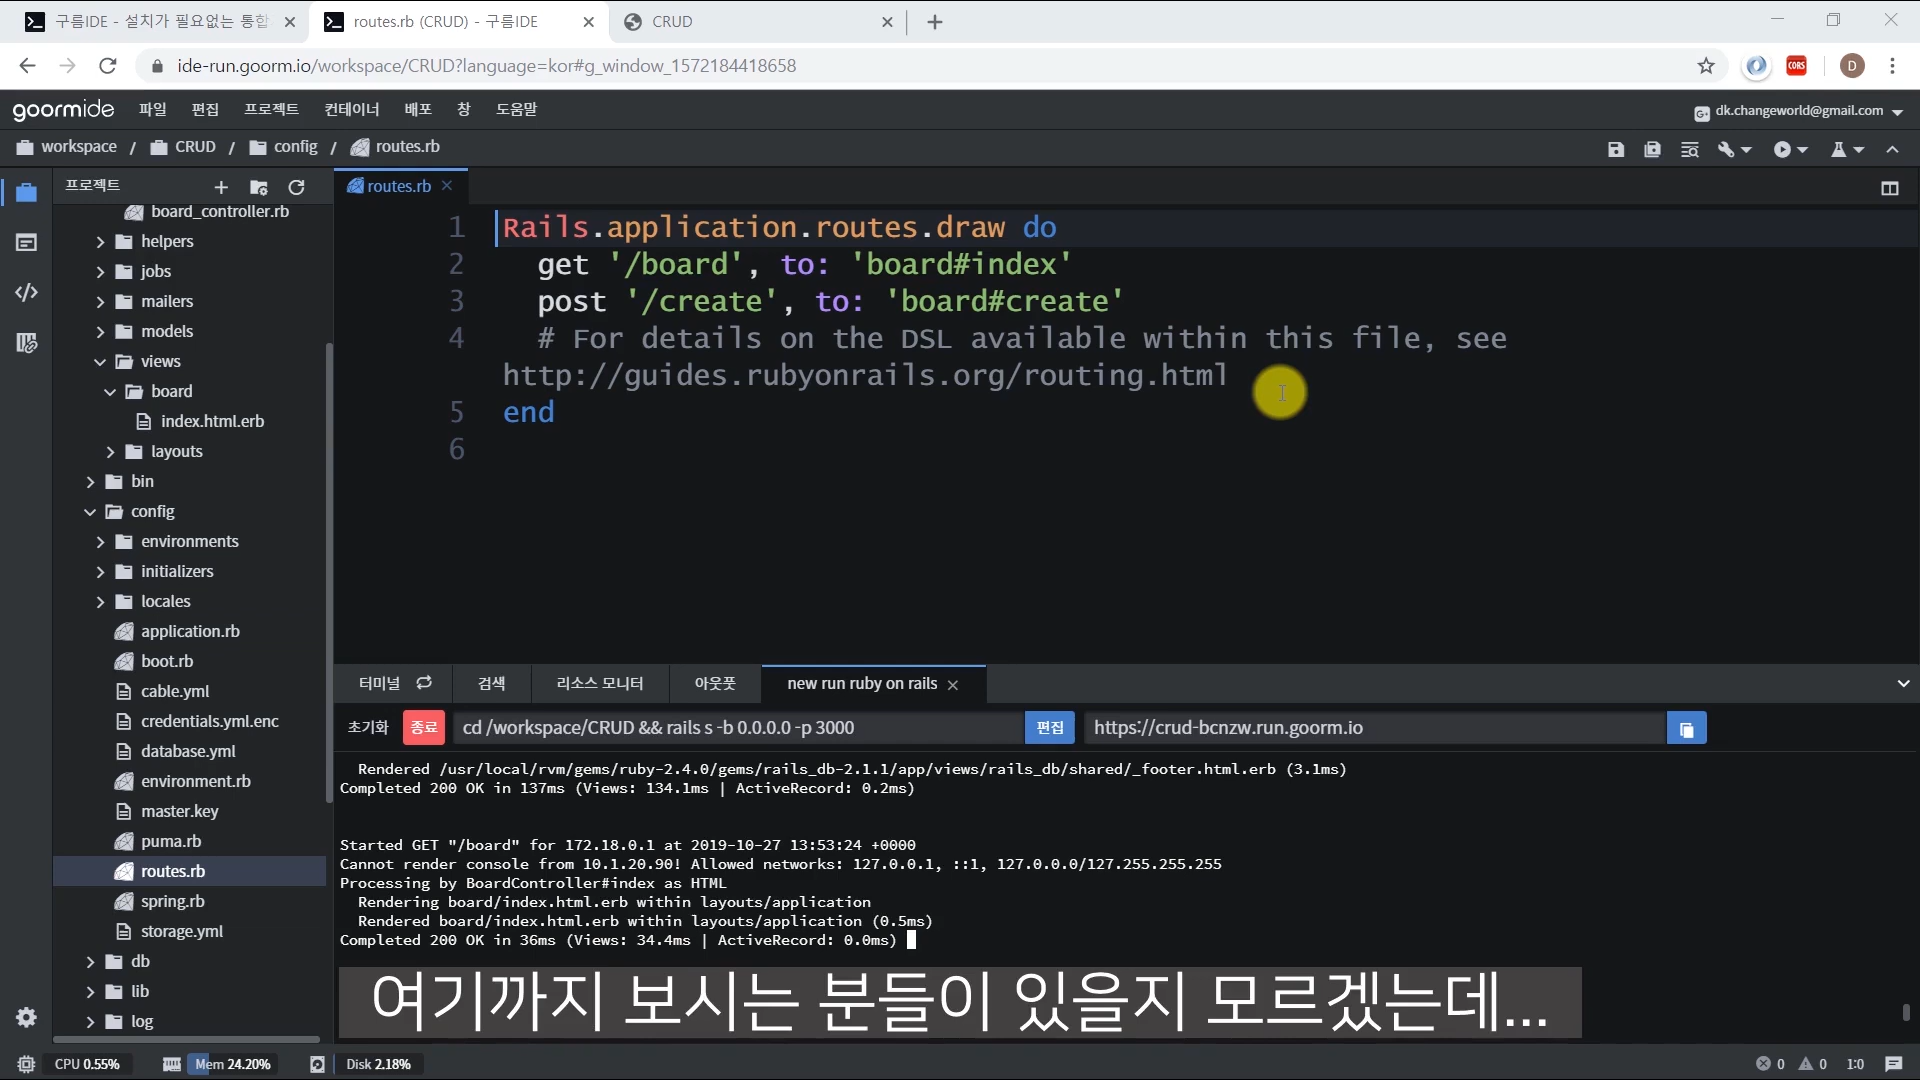 구름IDE - 설치가 필요없는 통합
routes.rb (CRUD) - 구름IDE
CRUD
ide-run.goorm.io/workspace/CRUD?language=kor#g_window_1572184418658
CORS
D
goormide 파일 편집 프로젝트 컨테이너 배포 창 도움말
G+ dk.changeworld@gmail.com
workspace / CRUD / config / routes.rb
프로젝트
routes.rb
board_controller.rb
helpers
jobs
mailers
models
views
board
index.html.erb
layouts
bin
config
environments
initializers
locales
application.rb
boot.rb
cable.yml
credentials.yml.enc
database.yml
environment.rb
master.key
puma.rb
routes.rb
spring.rb
storage.yml
db
lib
log
1 Rails.application.routes.draw do
2 get '/board', to: 'board#index'
3 post '/create', to: 'board#create'
4 # For details on the DSL available within this file, see
http://guides.rubyonrails.org/routing.html
5 end
6
터미널 검색 리소스 모니터 아웃풋 new run ruby on rails
초기화 종료 cd /workspace/CRUD && rails s -b 0.0.0.0 -p 3000 편집 https://crud-bcnzw.run.goorm.io
Rendered /usr/local/rvm/gems/ruby-2.4.0/gems/rails_db-2.1.1/app/views/rails_db/shared/_footer.html.erb (3.1ms)
Completed 200 OK in 137ms (Views: 134.1ms | ActiveRecord: 0.2ms)
Started GET "/board" for 172.18.0.1 at 2019-10-27 13:53:24 +0000
Cannot render console from 10.1.20.90! Allowed networks: 127.0.0.1, ::1, 127.0.0.0/127.255.255.255
Processing by BoardController#index as HTML
Rendering board/index.html.erb within layouts/application
Rendered board/index.html.erb within layouts/application (0.5ms)
Completed 200 OK in 36ms (Views: 34.4ms | ActiveRecord: 0.0ms)
여기까지 보시는 분들이 있을지 모르겠는데...
CPU 0.55% Mem 24.20% Disk 2.18%
0 0 1:0